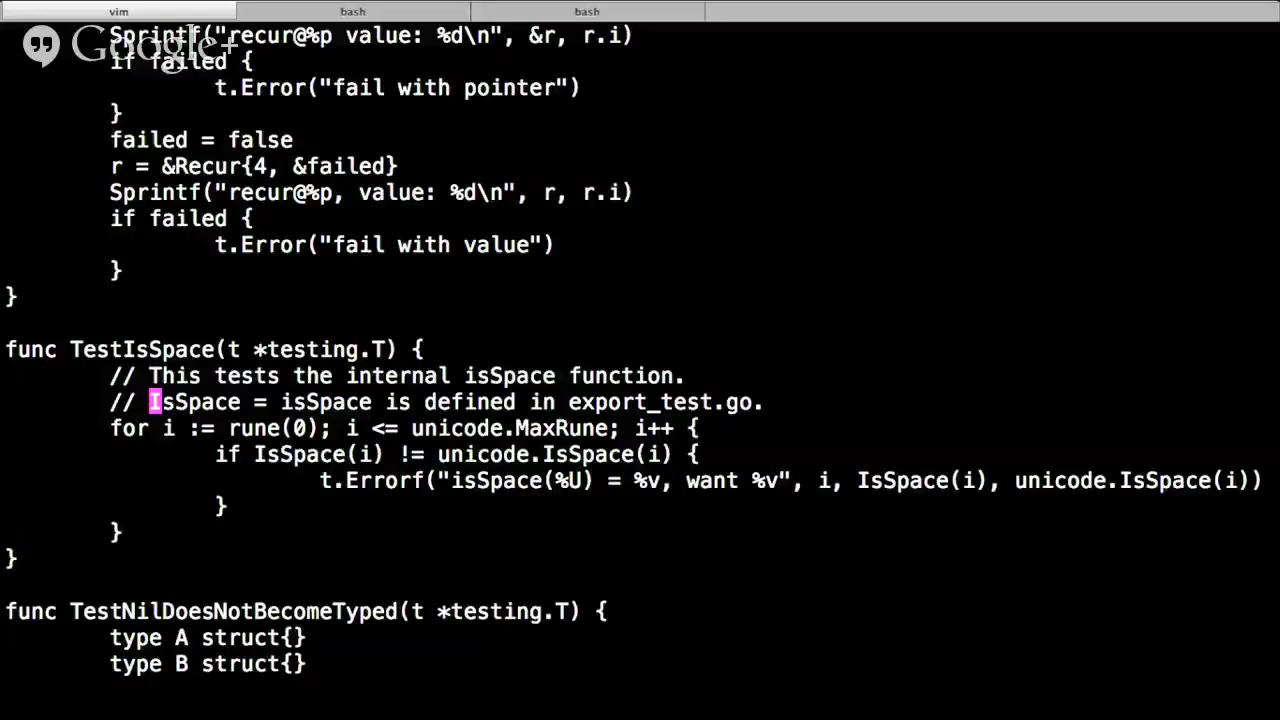 vim bash bash
Google+
Sprintf("recur@%p value: %d\n", &r, r.i)
if failed {
t.Error("fail with pointer")
}
failed = false
r = &Recur{4, &failed}
Sprintf("recur@%p, value: %d\n", r, r.i)
if failed {
t.Error("fail with value")
}
}
func TestIsSpace(t *testing.T) {
// This tests the internal isSpace function.
// IsSpace = isSpace is defined in export_test.go.
for i := rune(0); i <= unicode.MaxRune; i++ {
if IsSpace(i) != unicode.IsSpace(i) {
t.Errorf("isSpace(%U) = %v, want %v", i, IsSpace(i), unicode.IsSpace(i))
}
}
}
func TestNilDoesNotBecomeTyped(t *testing.T) {
type A struct{}
type B struct{}